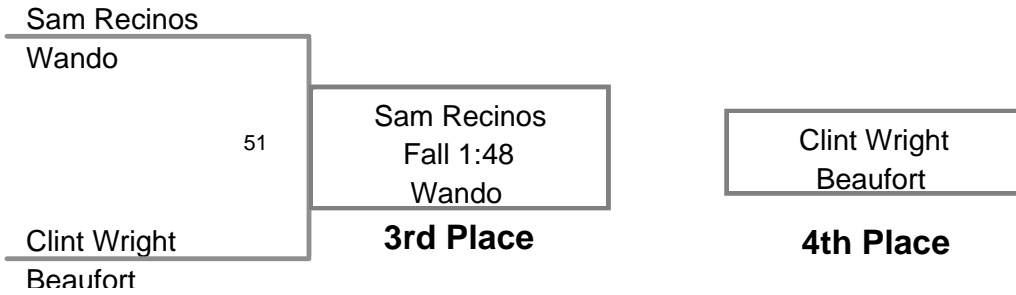 Sam Recinos
Wando
51
Sam Recinos
Fall 1:48
Wando
3rd Place
Clint Wright
Beaufort
4th Place
Clint Wright
Beaufort